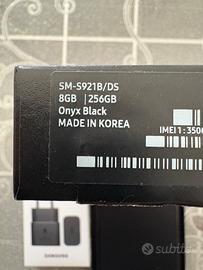 SM-S921B/DS
8GB | 256GB
Onyx Black
MADE IN KOREA
IMEI 1 : 3500
SAMSUNG
subito